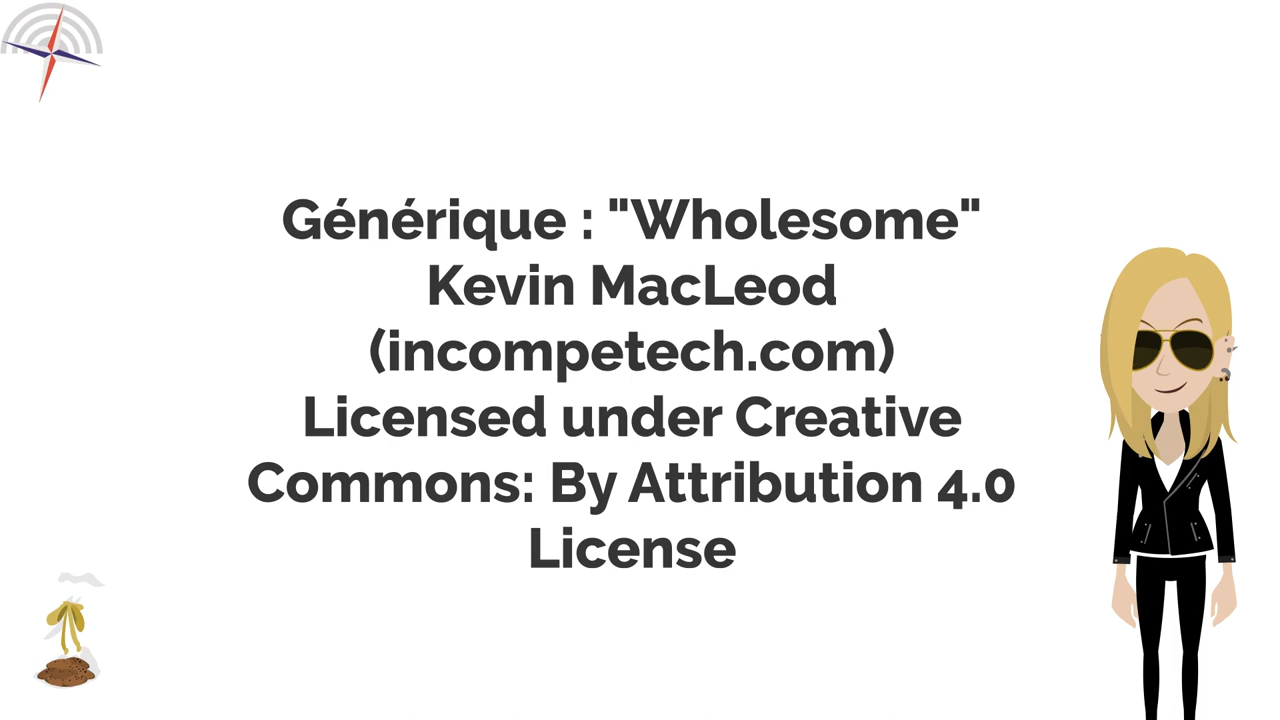 Générique : "Wholesome"
Kevin MacLeod
(incompetech.com)
Licensed under Creative
Commons: By Attribution 4.0
License